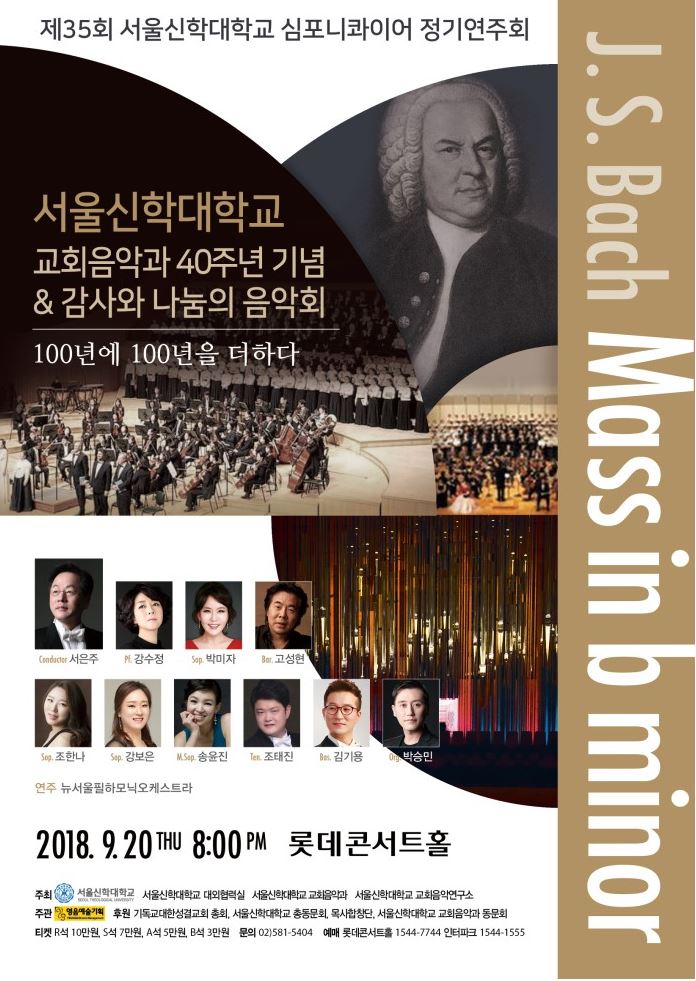 제35회 서울신학대학교 심포니콰이어 정기연주회
J. S. Bach Mass in b minor
서울신학대학교
교회음악과 40주년 기념
& 감사와 나눔의 음악회
100년에 100년을 더하다
Conductor 서은주
Pf. 강수정
Sop. 박미자
Bar. 고성현
Sop. 조한나
Sop. 강보은
M.Sop. 송윤진
Ten. 조태진
Bas. 김기용
Org. 박승민
연주 뉴서울필하모닉오케스트라
2018. 9. 20 THU 8:00 PM 롯데콘서트홀
주최 서울신학대학교 SEOUL THEOLOGICAL UNIVERSITY 서울신학대학교 대외협력실 서울신학대학교 교회음악과 서울신학대학교 교회음악연구소
주관 영음예술기획 후원 기독교대한성결교회 총회, 서울신학대학교 총동문회, 목사합창단, 서울신학대학교 교회음악과 동문회
티켓 R석 10만원, S석 7만원, A석 5만원, B석 3만원 문의 02)581-5404 예매 롯데콘서트홀 1544-7744 인터파크 1544-1555